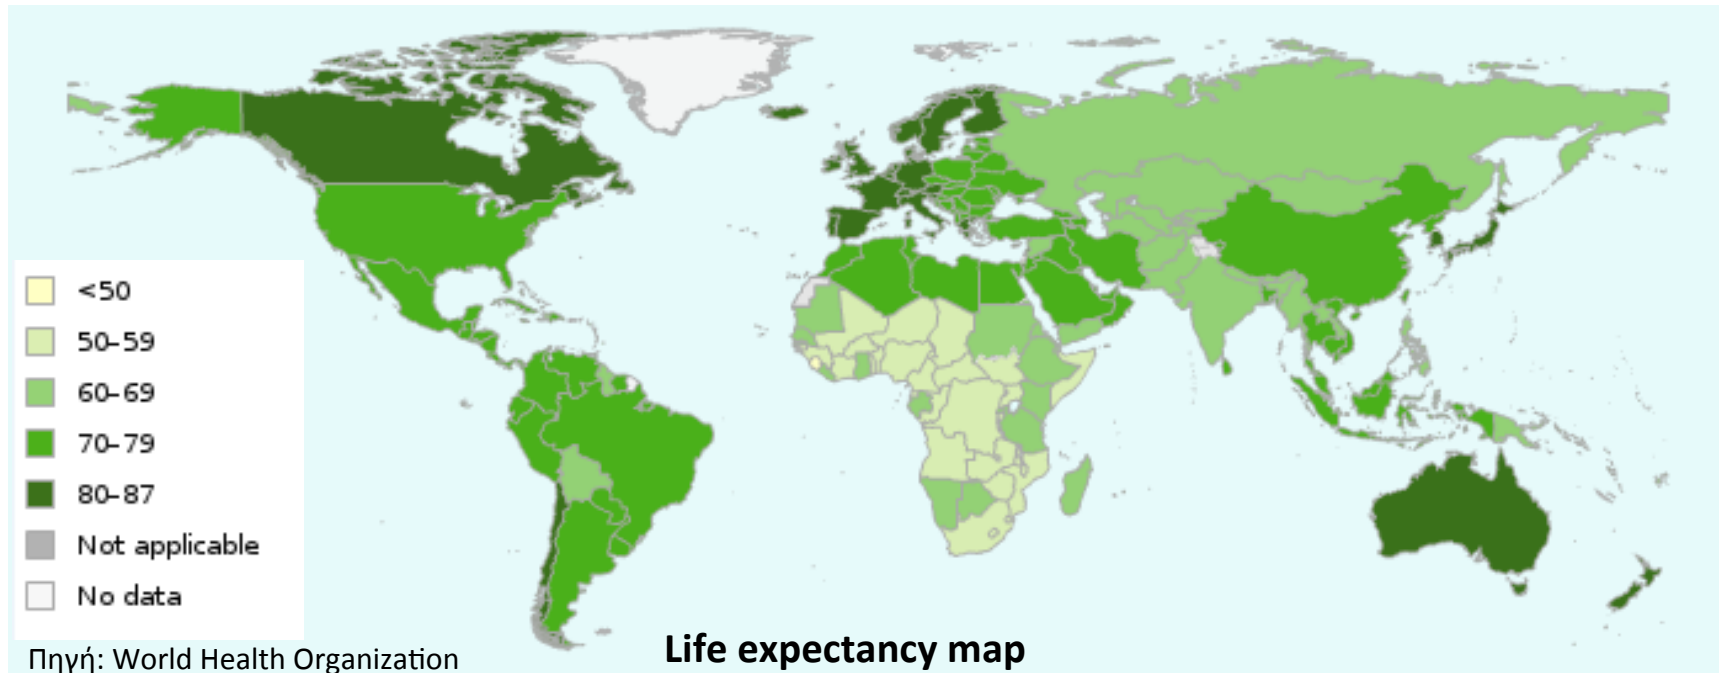 <50
50–59
60–69
70–79
80–87
Not applicable
No data
Πηγή: World Health Organization
Life expectancy map